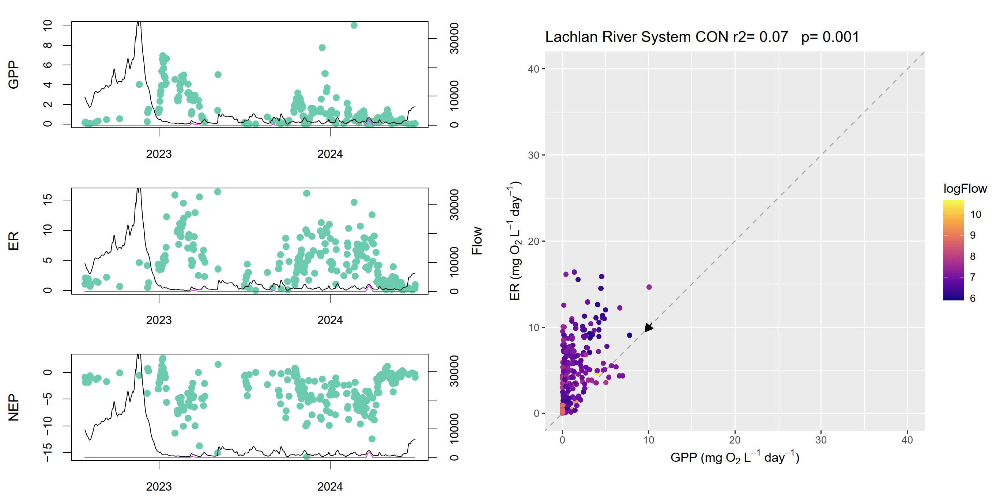 GPP
0 2 4 6 8 10
0 10000 30000
2023 2024
ER
0 5 10 15
0 10000 30000
Flow
2023 2024
NEP
−15 −10 −5 0
0 10000 30000
2023 2024
Lachlan River System CON r2= 0.07 p= 0.001
ER (mg O₂ L⁻¹ day⁻¹)
40
30
20
10
0
0 10 20 30 40
GPP (mg O₂ L⁻¹ day⁻¹)
logFlow
10
9
8
7
6